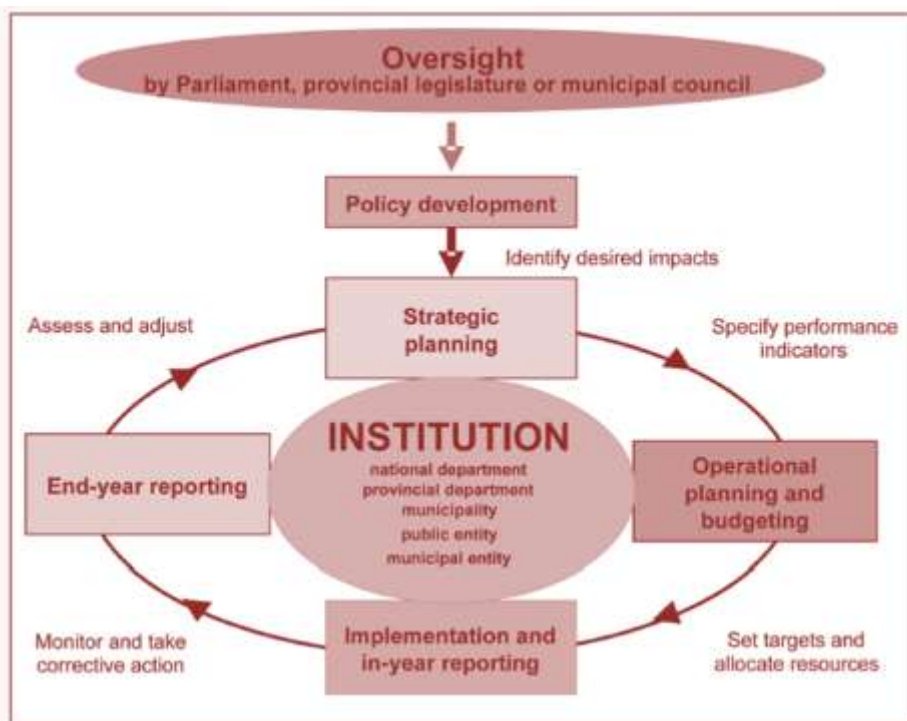 Oversight
by Parliament, provincial legislature or municipal council
Policy development
Identify desired impacts
Strategic
planning
Assess and adjust
Specify performance
indicators
INSTITUTION
national department
provincial department
municipality
public entity
municipal entity
End-year reporting
Operational
planning and
budgeting
Monitor and take
corrective action
Implementation and
in-year reporting
Set targets and
allocate resources